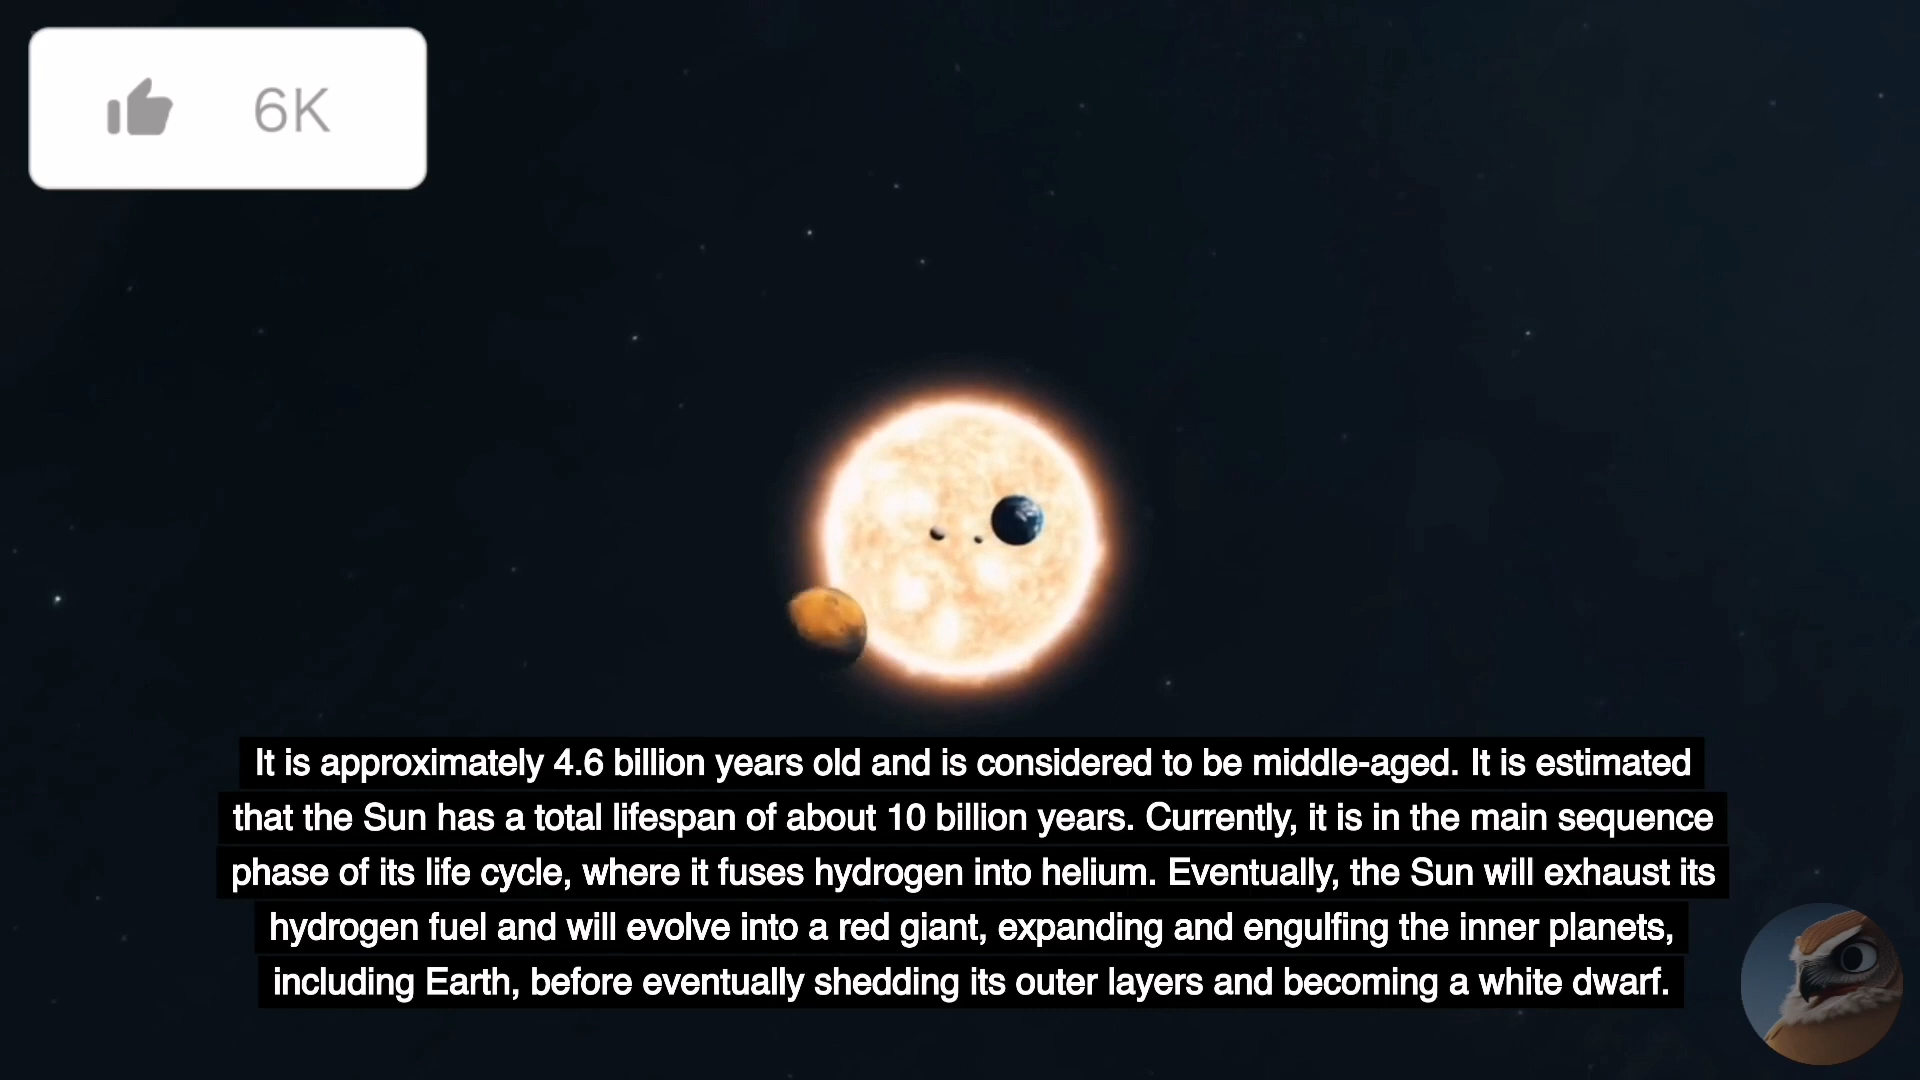 6K
It is approximately 4.6 billion years old and is considered to be middle-aged. It is estimated
that the Sun has a total lifespan of about 10 billion years. Currently, it is in the main sequence
phase of its life cycle, where it fuses hydrogen into helium. Eventually, the Sun will exhaust its
hydrogen fuel and will evolve into a red giant, expanding and engulfing the inner planets,
including Earth, before eventually shedding its outer layers and becoming a white dwarf.